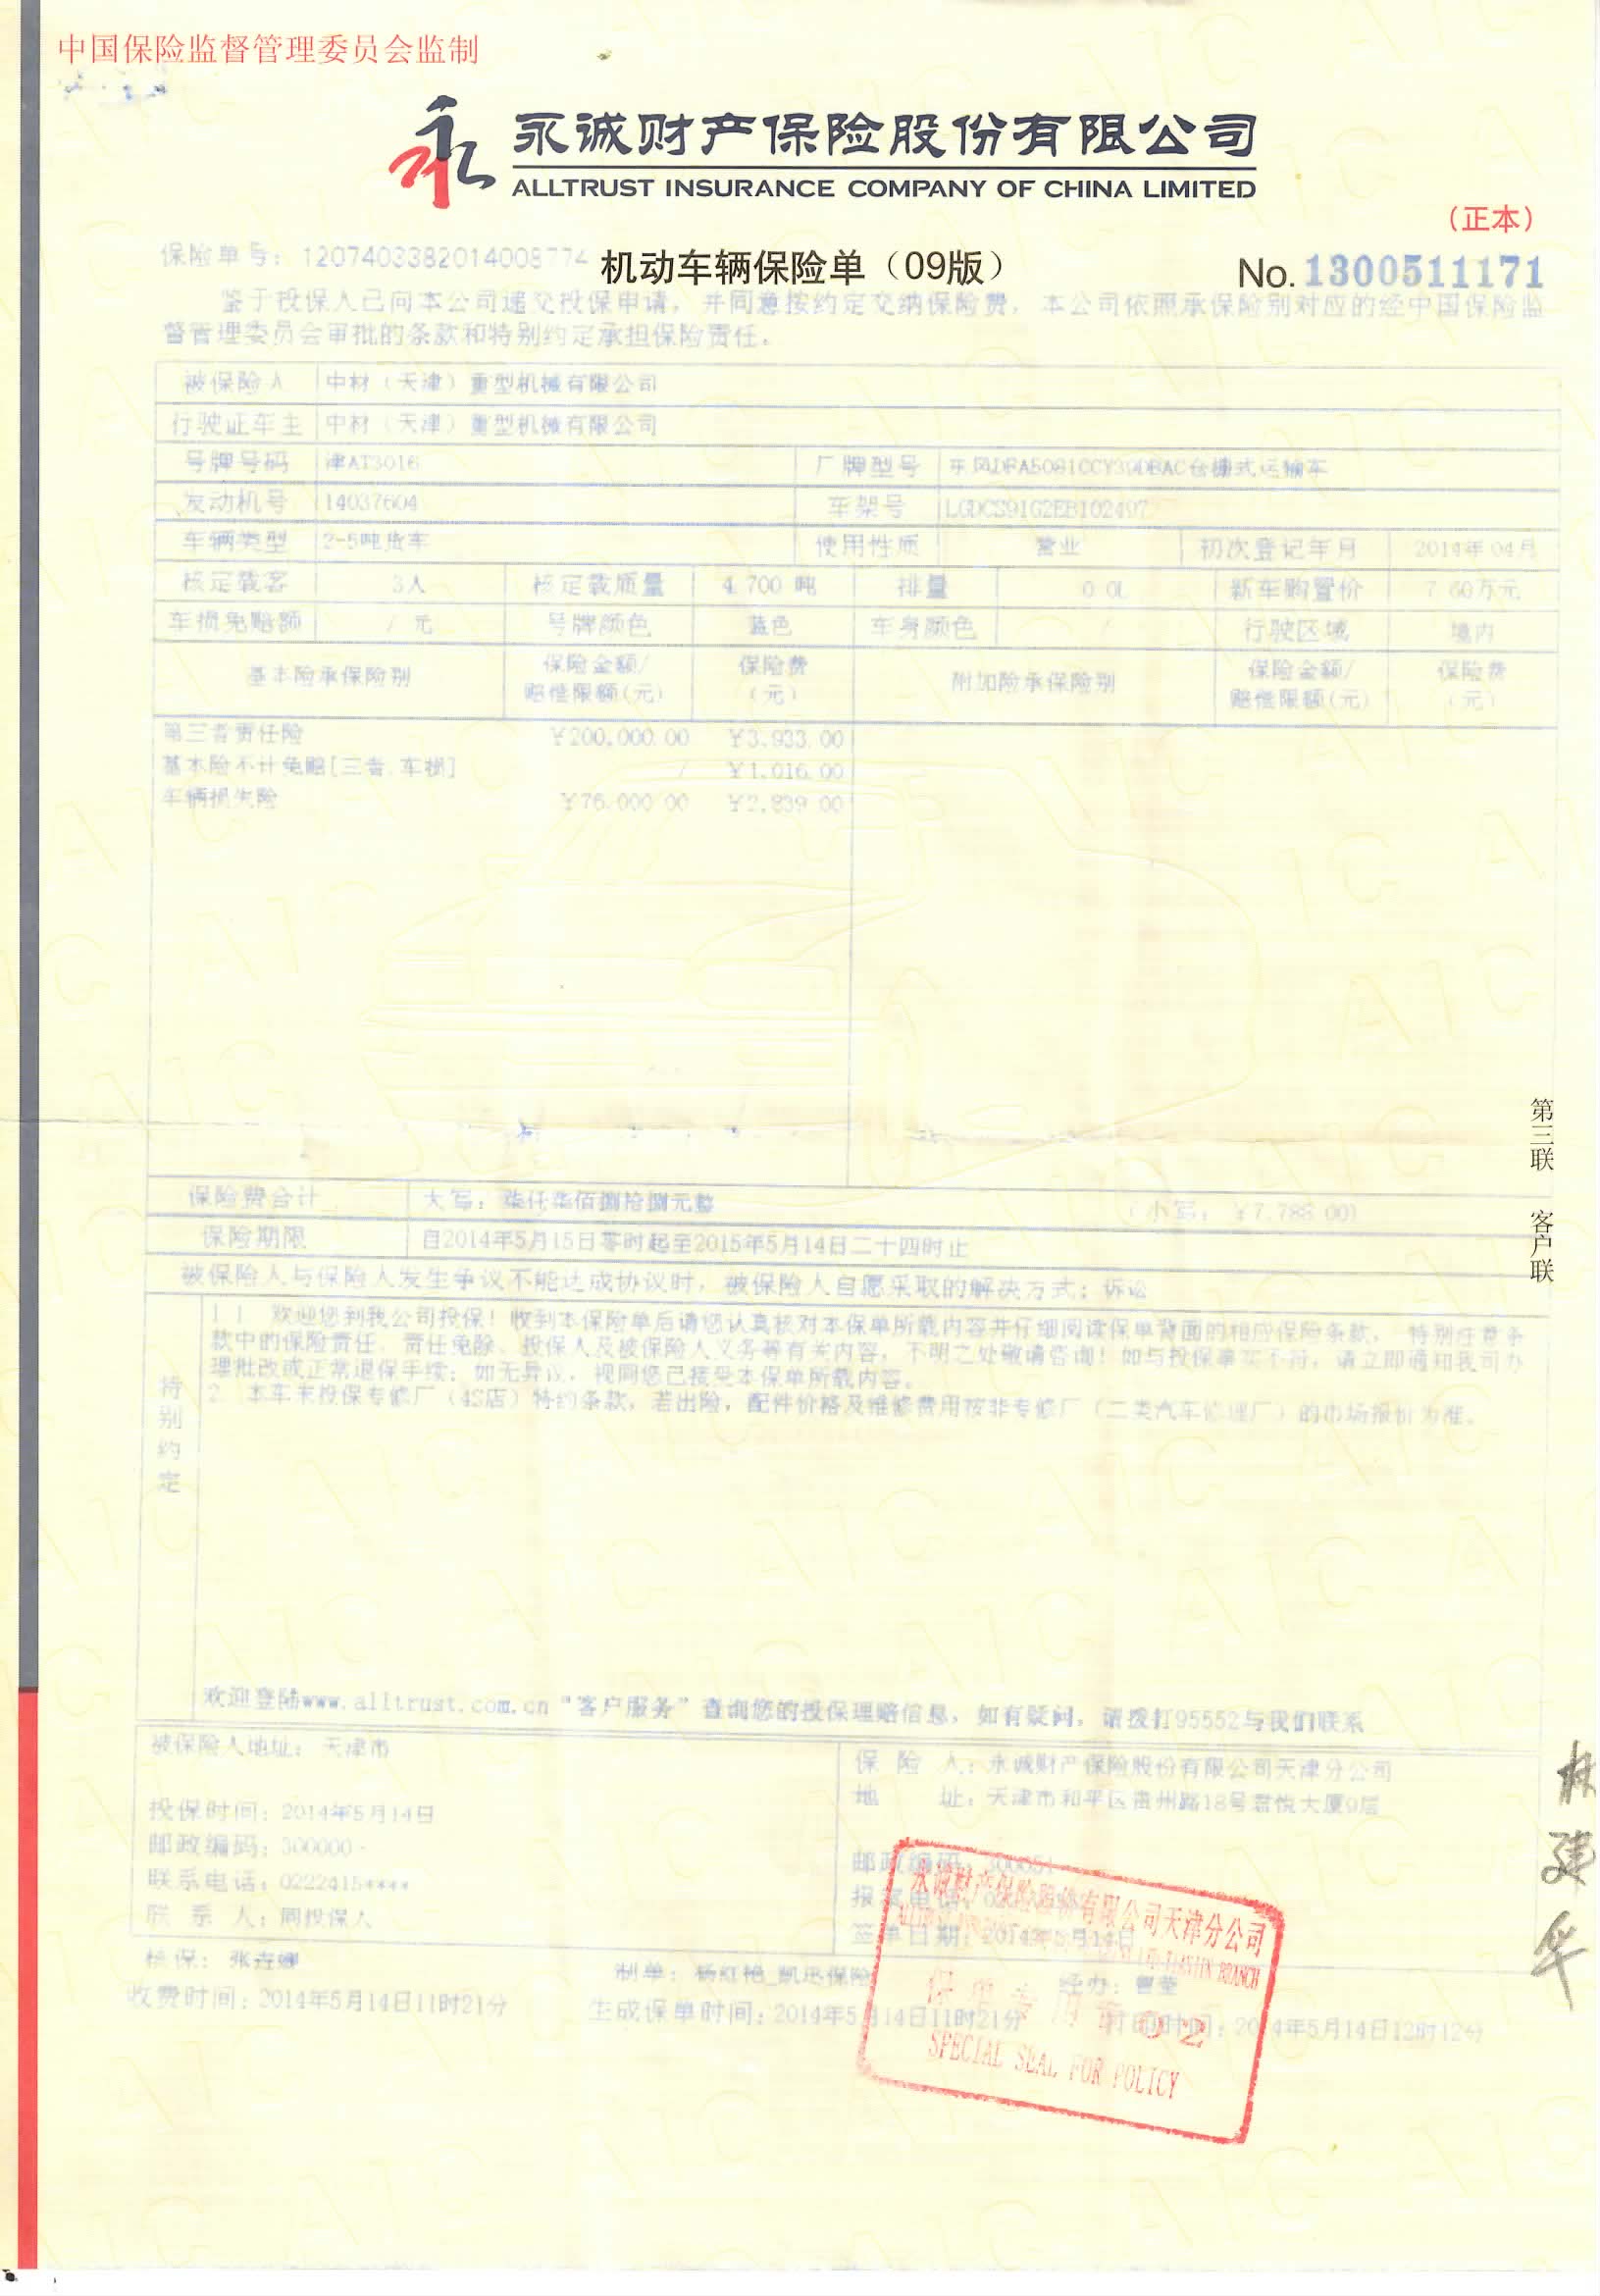 中国保险监督管理委员会监制
永诚财产保险股份有限公司
ALLTRUST INSURANCE COMPANY OF CHINA LIMITED
(正本)
保险单号：1207403382014008774
机动车辆保险单（09版）
No. 1300511171
鉴于投保人已向本公司递交投保申请，并同意按约定交纳保险费，本公司依照承保险别对应的经中国保险监
督管理委员会审批的条款和特别约定承担保险责任。
被保险人 中材（天津）重型机械有限公司
行驶证车主 中材（天津）重型机械有限公司
号牌号码 津AT3016 厂牌型号 仓栅式运输车
发动机号 14037604 车架号 LGDCS91G2EB102497
车辆类型 2-5吨货车 使用性质 营业 初次登记年月 2014年04月
核定载客 3人 核定载质量 4.700 吨 排量 0.0L 新车购置价 7.60万元
车损免赔额 / 元 号牌颜色 蓝色 车身颜色 / 行驶区域 境内
基本险承保险别 保险金额/赔偿限额(元) 保险费（元） 附加险承保险别 保险金额/赔偿限额(元) 保险费（元）
第三者责任险 ￥200,000.00 ￥3,933.00
基本险不计免赔[三者,车损] / ￥1,016.00
车辆损失险 ￥76,000.00 ￥2,839.00
保险费合计 大写：柒仟柒佰捌拾捌元整 （小写：￥7,788.00）
保险期限 自2014年5月15日零时起至2015年5月14日二十四时止
被保险人与保险人发生争议不能达成协议时，被保险人自愿采取的解决方式：诉讼
特别约定
欢迎您到我公司投保！收到本保险单后请您认真核对本保单所载内容并仔细阅读保单背面的相应保险条款，特别注意条
款中的保险责任、责任免除、投保人及被保险人义务等有关内容，不明之处敬请咨询！如与投保事实不符，请立即通知我司办
理批改或正常退保手续；如无异议，视同您已接受本保单所载内容。
2 本车未投保专修厂（4S店）特约条款，若出险，配件价格及维修费用按非专修厂（二类汽车修理厂）的市场报价为准。
欢迎登陆www.alltrust.com.cn“客户服务”查询您的投保理赔信息，如有疑问，请拨打95552与我们联系
被保险人地址：天津市
保 险 人：永诚财产保险股份有限公司天津分公司
地 址：天津市和平区贵州路18号君悦大厦9层
投保时间：2014年5月14日
邮政编码：300000
邮政编码：
联系电话：0222415****
报案电话：
联 系 人：同投保人
签单日期：2014年5月14日
核保： 制单：杨红艳_凯迅保险 经办：曹莹
收费时间：2014年5月14日11时21分 生成保单时间：2014年5月14日11时21分 打印时间：2014年5月14日12时12分
永诚财产保险股份有限公司天津分公司
保单专用章02
SPECIAL SEAL FOR POLICY
第三联 客户联
林建华